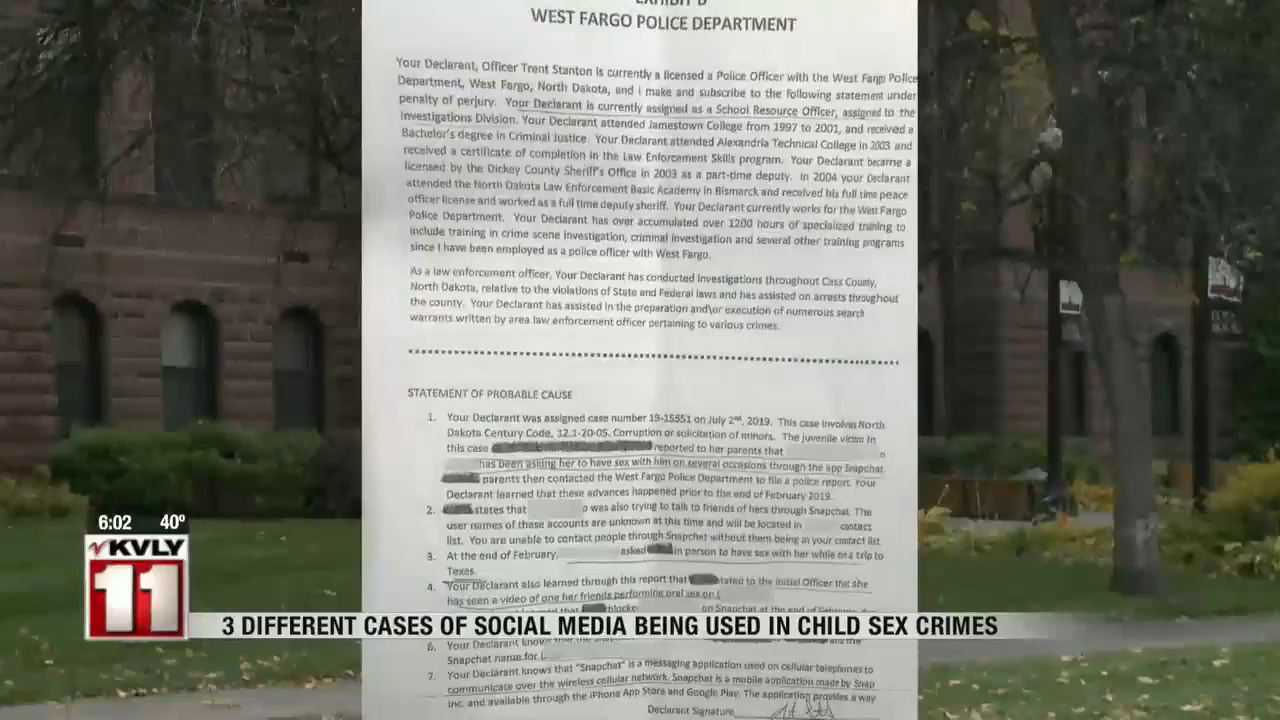 WEST FARGO POLICE DEPARTMENT
Your Declarant, Officer Trent Stanton is currently a licensed a Police Officer with the West Fargo Police
Department, West Fargo, North Dakota, and I make and subscribe to the following statement under
penalty of perjury. Your Declarant is currently assigned as a School Resource Officer, assigned to the
Investigations Division. Your Declarant attended Jamestown College from 1997 to 2001, and received a
Bachelor's degree in Criminal Justice. Your Declarant attended Alexandria Technical College in 2003 and
received a certificate of completion in the Law Enforcement Skills program. Your Declarant became a
licensed by the Dickey County Sheriff's Office in 2003 as a part-time deputy. In 2004 your Declarant
attended the North Dakota Law Enforcement Basic Academy in Bismarck and received his full time peace
officer license and worked as a full time deputy sheriff. Your Declarant currently works for the West Fargo
Police Department. Your Declarant has over accumulated over 1200 hours of specialized training to
include training in crime scene investigation, criminal investigation and several other training programs
since I have been employed as a police officer with West Fargo.
As a law enforcement officer, Your Declarant has conducted investigations throughout Cass County,
North Dakota, relative to the violations of State and Federal laws and has assisted on arrests throughout
the county. Your Declarant has assisted in the preparation and\or execution of numerous search
warrants written by area law enforcement officer pertaining to various crimes.
STATEMENT OF PROBABLE CAUSE
1. Your Declarant was assigned case number 19-15551 on July 2nd, 2019. This case involves North
Dakota Century Code, 12.1-20-05. Corruption or solicitation of minors. The juvenile victim in
this case reported to her parents that
has been asking her to have sex with him on several occasions through the app Snapchat.
parents then contacted the West Fargo Police Department to file a police report. Your
Declarant learned that these advances happened prior to the end of February 2019.
2. states that was also trying to talk to friends of hers through Snapchat. The
user names of these accounts are unknown at this time and will be located in contact
list. You are unable to contact people through Snapchat without them being in your contact list.
3. At the end of February, asked in person to have sex with her while on a trip to
Texas.
4. Your Declarant also learned through this report that stated to the initial Officer that she
has seen a video of one her friends performing oral sex on
that on Snapchat at the end of
6. Your Declarant
Snapchat name for
7. Your Declarant knows that "Snapchat" is a messaging application used on cellular telephones to
communicate over the wireless cellular network. Snapchat is a mobile application made by Snap
Inc. and available through the iPhone App Store and Google Play. The application provides a way
Declarant Signature
6:02 40°
KVLY
11
3 DIFFERENT CASES OF SOCIAL MEDIA BEING USED IN CHILD SEX CRIMES